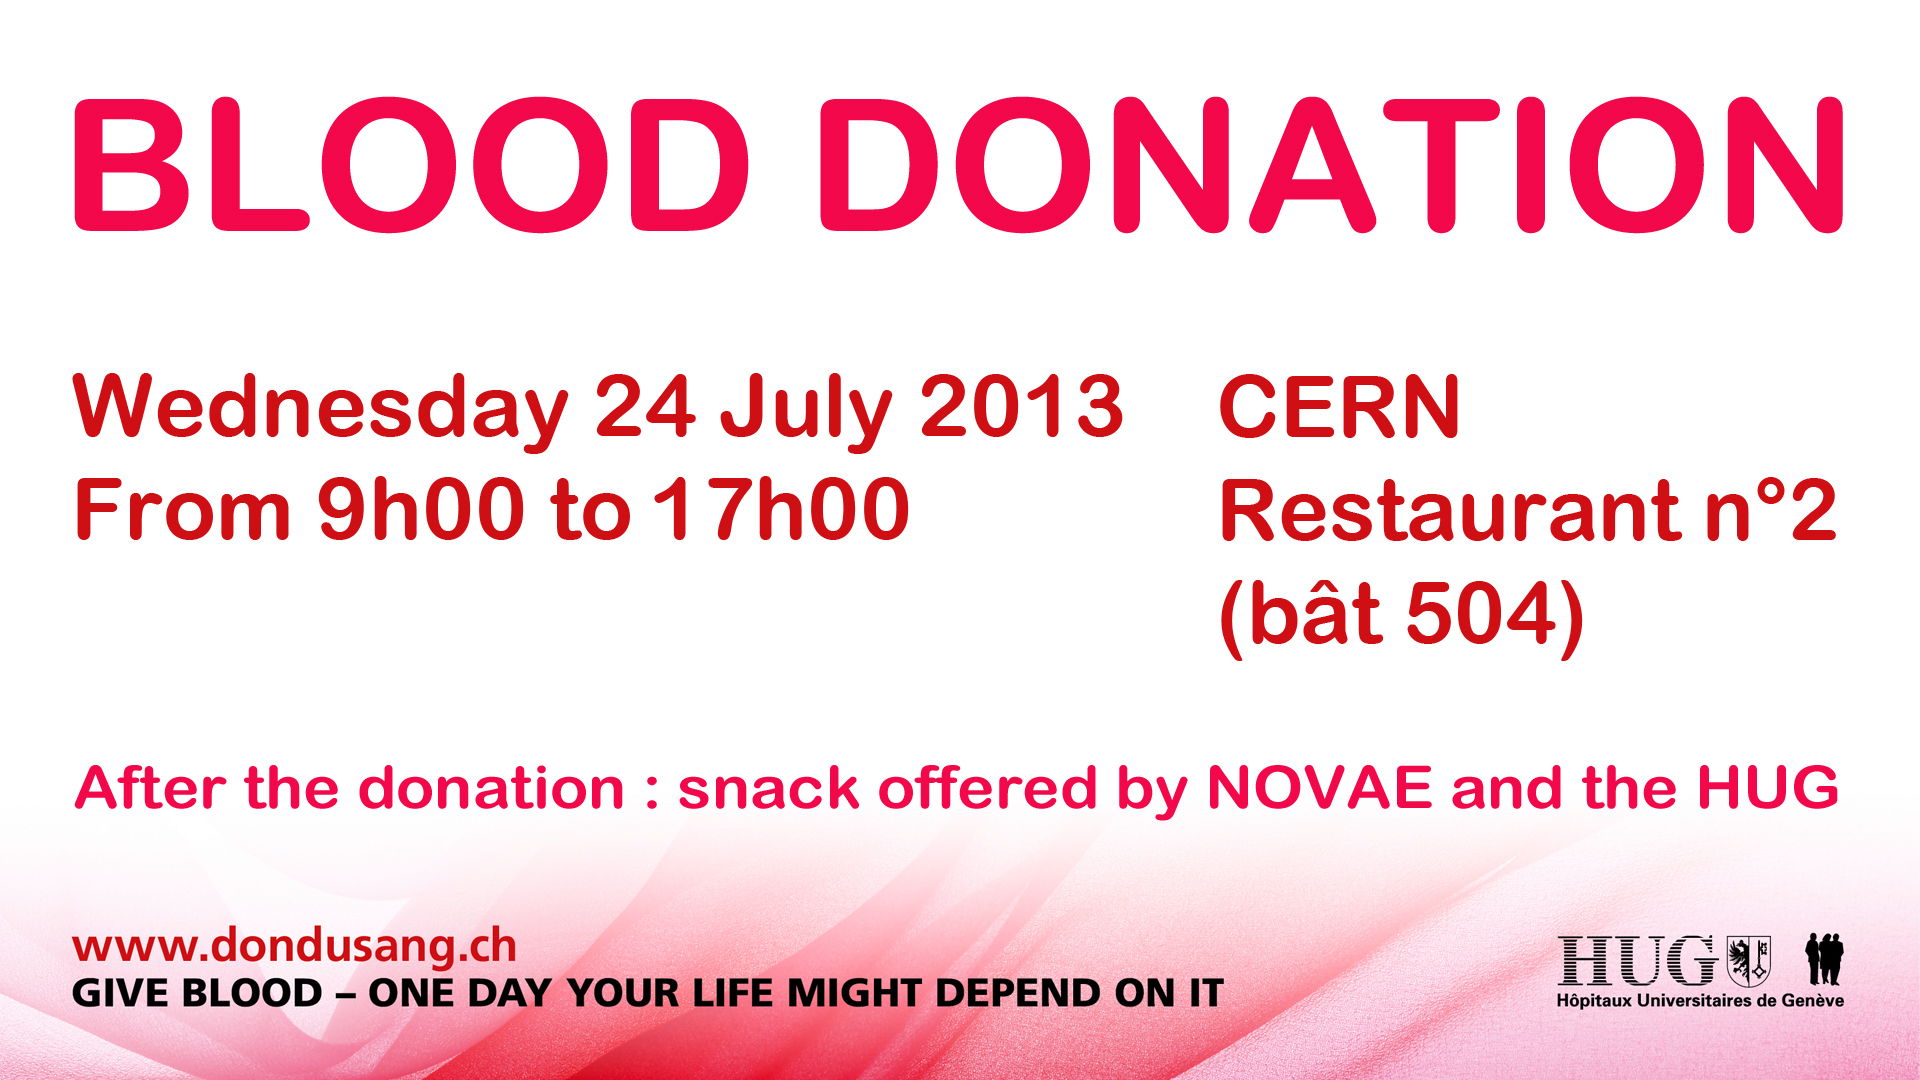 BLOOD DONATION
Wednesday 24 July 2013
From 9h00 to 17h00
CERN
Restaurant n°2
(bât 504)
After the donation : snack offered by NOVAE and the HUG
www.dondusang.ch
GIVE BLOOD – ONE DAY YOUR LIFE MIGHT DEPEND ON IT
HUG
Hôpitaux Universitaires de Genève